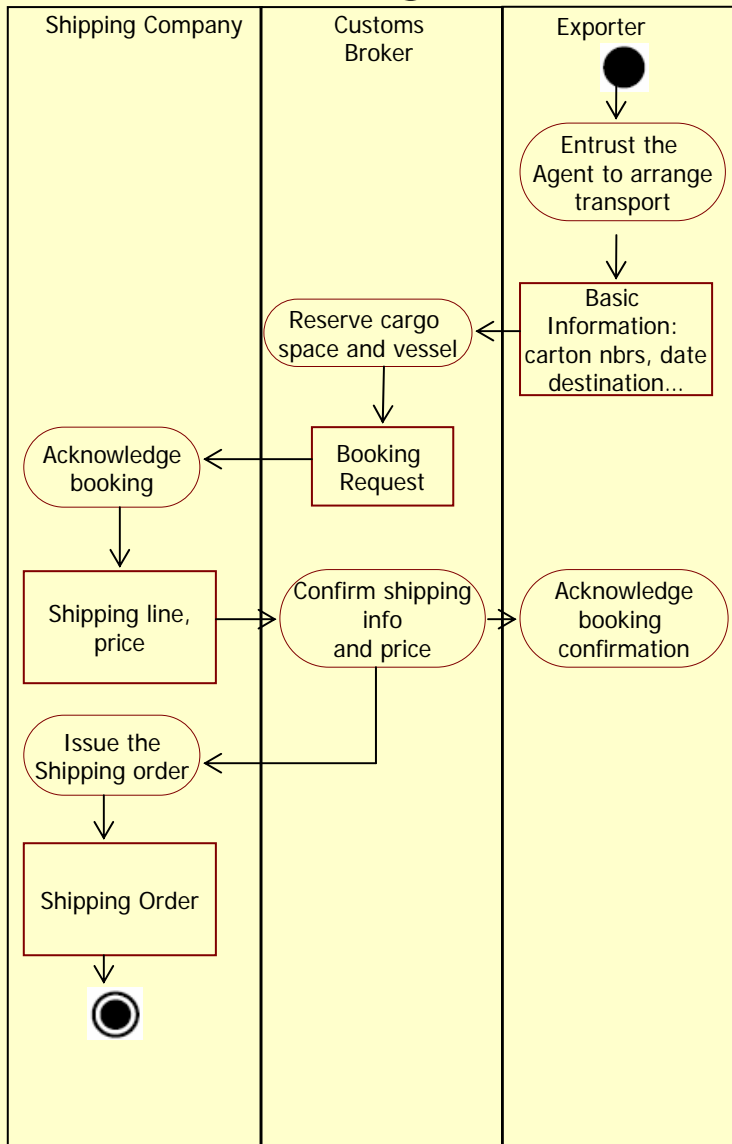 Shipping Company
Customs
Broker
Exporter
Entrust the
Agent to arrange
transport
Basic
Information:
carton nbrs, date
destination...
Reserve cargo
space and vessel
Booking
Request
Acknowledge
booking
Shipping line,
price
Confirm shipping
info
and price
Acknowledge
booking
confirmation
Issue the
Shipping order
Shipping Order